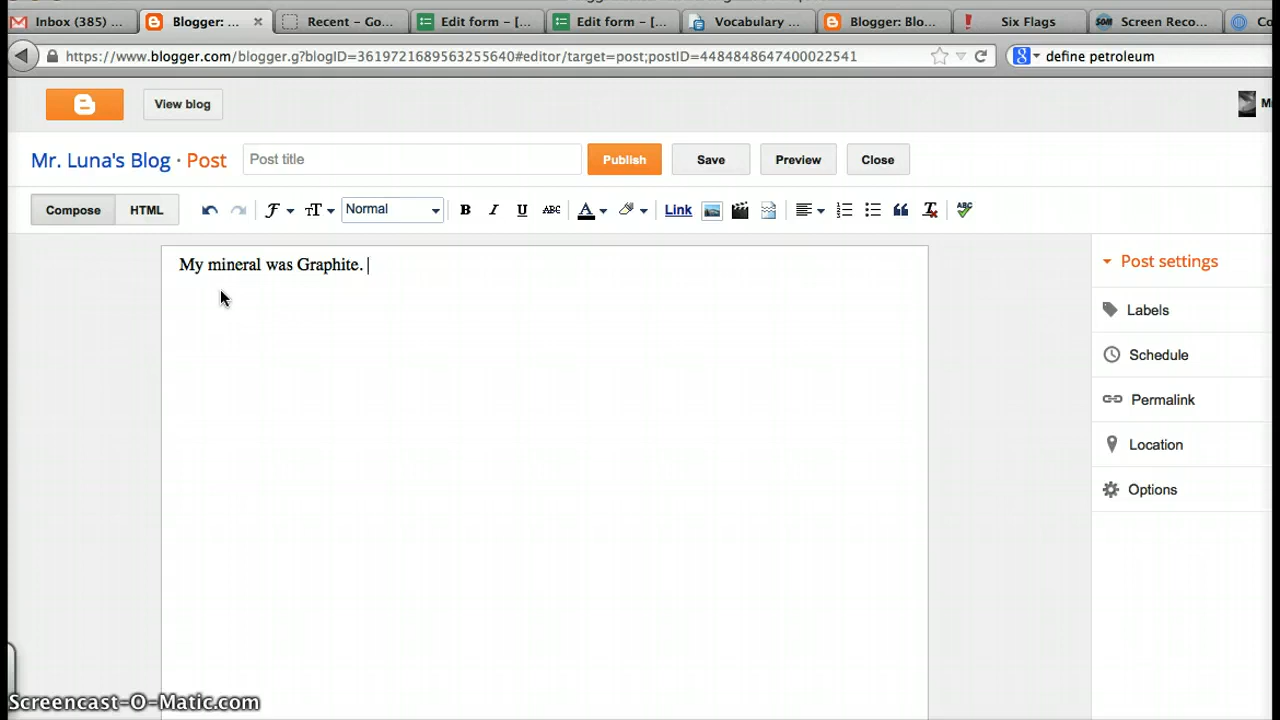 Inbox (385) ... Blogger: ... × Recent – Go... Edit form – [... Edit form – [... Vocabulary ... Blogger: Blo... Six Flags Screen Reco... Co
https://www.blogger.com/blogger.g?blogID=3619721689563255640#editor/target=post;postID=4484848647400022541 define petroleum
View blog
Mr. Luna's Blog · Post Post title Publish Save Preview Close
Compose HTML Normal B I U ABC A Link ABC
My mineral was Graphite.
Post settings
Labels
Schedule
Permalink
Location
Options
Screencast-O-Matic.com